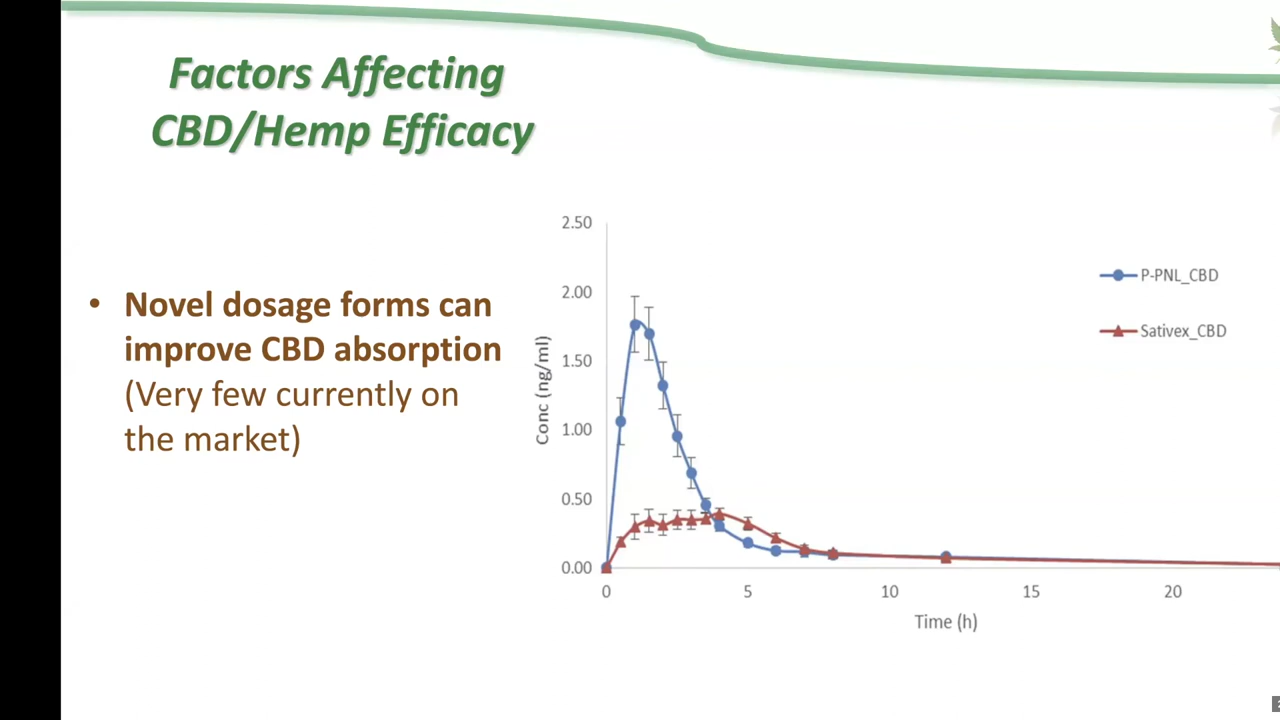 Factors Affecting
CBD/Hemp Efficacy
• Novel dosage forms can
improve CBD absorption
(Very few currently on
the market)
2.50
2.00
1.50
1.00
0.50
0.00
Conc (ng/ml)
0 5 10 15 20
Time (h)
P-PNL_CBD
Sativex_CBD